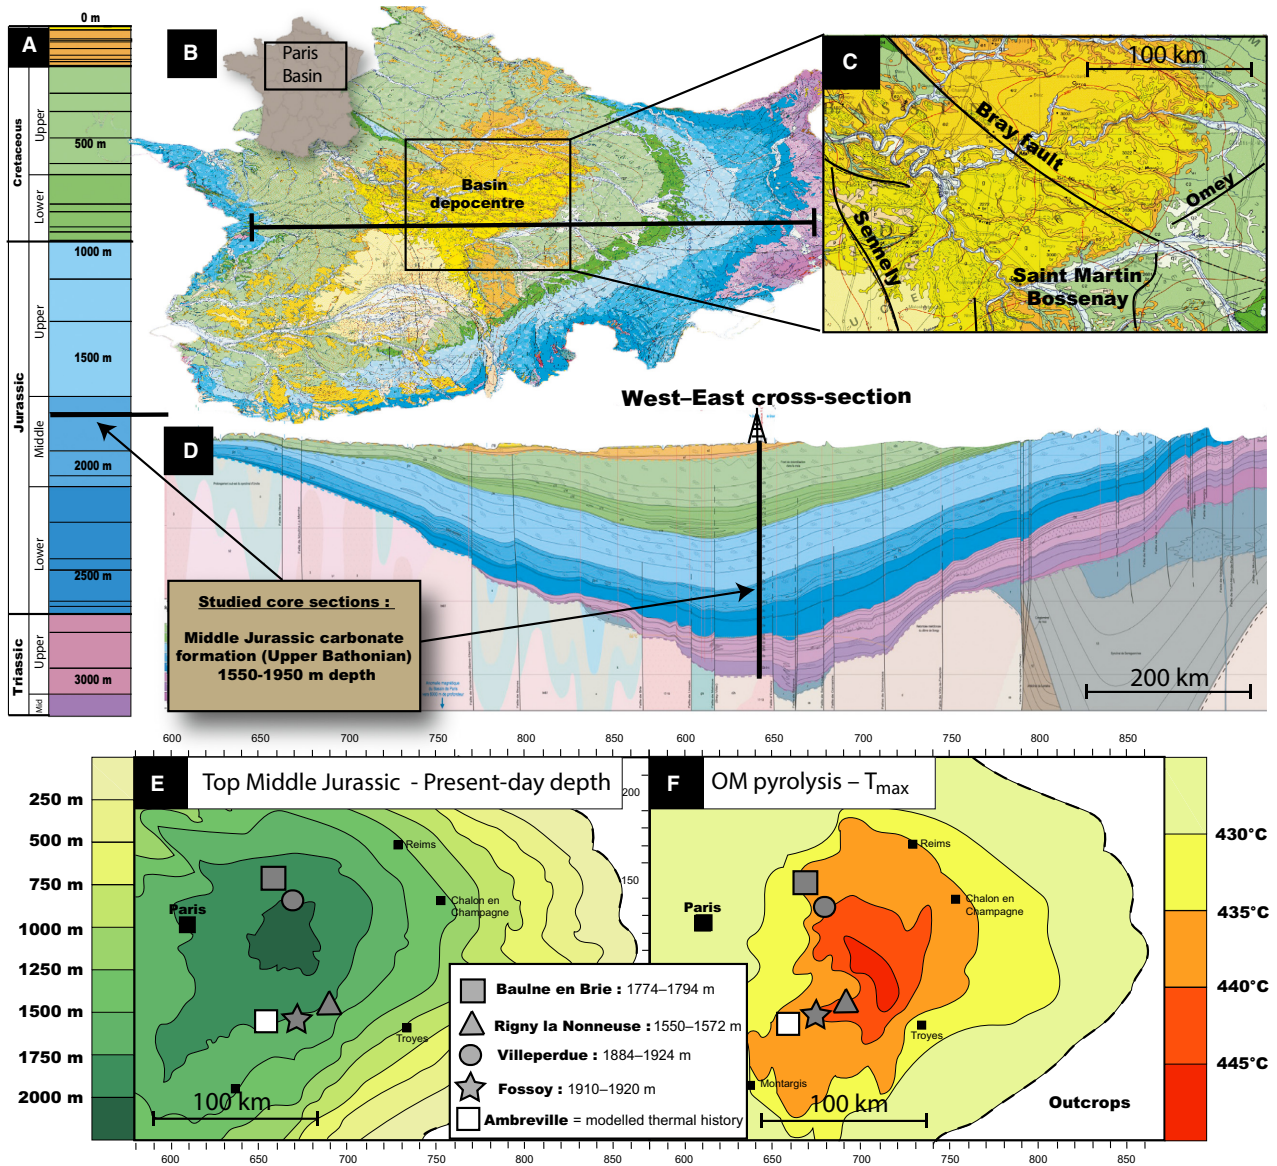 0 m
A
Cretaceous
Upper
500 m
Lower
1000 m
Jurassic
Upper
1500 m
Middle
2000 m
Lower
2500 m
Triassic
Upper
3000 m
Mid
B
Paris
Basin
Basin
depocentre
C
100 km
Bray fault
Omey
Sennely
Saint Martin
Bossenay
West–East cross-section
D
Studied core sections :
Middle Jurassic carbonate
formation (Upper Bathonian)
1550-1950 m depth
200 km
600 650 700 750 800 850
600 650 700 750 800 850
E
Top Middle Jurassic - Present-day depth
200
150
250 m
500 m
750 m
1000 m
1250 m
1500 m
1750 m
2000 m
Reims
Paris
Chalon en
Champagne
Troyes
100 km
F
OM pyrolysis – Tmax
430°C
435°C
440°C
445°C
Reims
Paris
Chalon en
Champagne
Troyes
Montargis
100 km
Outcrops
Baulne en Brie : 1774–1794 m
Rigny la Nonneuse : 1550–1572 m
Villeperdue : 1884–1924 m
Fossoy : 1910–1920 m
Ambreville = modelled thermal history
600 650 700 750 800 850
650 700 750 800 850